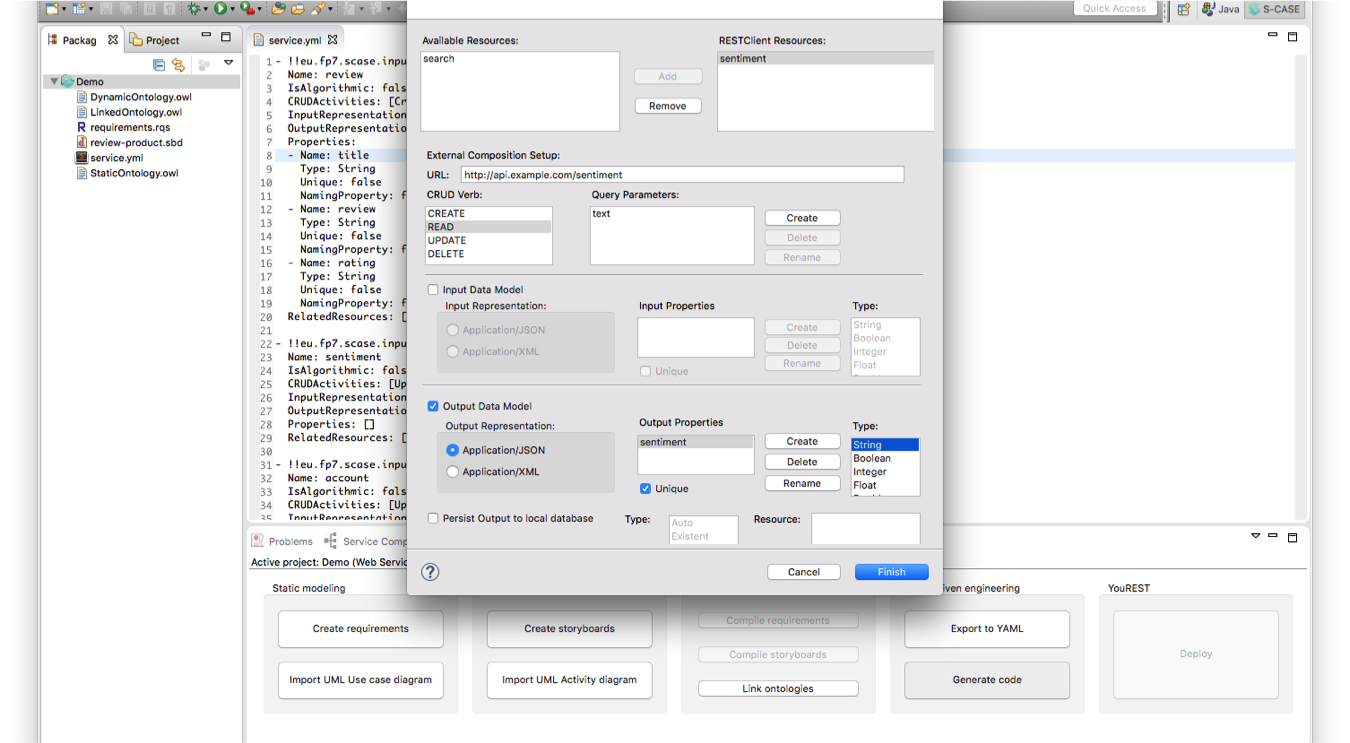 Quick Access
Java
S-CASE
Packag
Project
Demo
DynamicOntology.owl
LinkedOntology.owl
requirements.rqs
review-product.sbd
service.yml
StaticOntology.owl
service.yml
1 - !!eu.fp7.scase.inpu
2 Name: review
3 IsAlgorithmic: fals
4 CRUDActivities: [Cr
5 InputRepresentation
6 OutputRepresentatio
7 Properties:
8 - Name: title
9 Type: String
10 Unique: false
11 NamingProperty: f
12 - Name: review
13 Type: String
14 Unique: false
15 NamingProperty: f
16 - Name: rating
17 Type: String
18 Unique: false
19 NamingProperty: f
20 RelatedResources: [
21
22 - !!eu.fp7.scase.inpu
23 Name: sentiment
24 IsAlgorithmic: fals
25 CRUDActivities: [Up
26 InputRepresentation
27 OutputRepresentatio
28 Properties: []
29 RelatedResources: [
30
31 - !!eu.fp7.scase.inpu
32 Name: account
33 IsAlgorithmic: fals
34 CRUDActivities: [Up
35 InputRepresentation
Available Resources:
search
Add
Remove
RESTClient Resources:
sentiment
External Composition Setup:
URL: http://api.example.com/sentiment
CRUD Verb:
CREATE
READ
UPDATE
DELETE
Query Parameters:
text
Create
Delete
Rename
Input Data Model
Input Representation:
Application/JSON
Application/XML
Input Properties
Unique
Create
Delete
Rename
Type:
String
Boolean
Integer
Float
Output Data Model
Output Representation:
Application/JSON
Application/XML
Output Properties
sentiment
Unique
Create
Delete
Rename
Type:
String
Boolean
Integer
Float
Persist Output to local database
Type:
Auto
Existent
Resource:
?
Cancel
Finish
Problems
Service Comp
Active project: Demo (Web Servic
Static modeling
Create requirements
Import UML Use case diagram
Create storyboards
Import UML Activity diagram
Compile requirements
Compile storyboards
Link ontologies
ven engineering
Export to YAML
Generate code
YouREST
Deploy